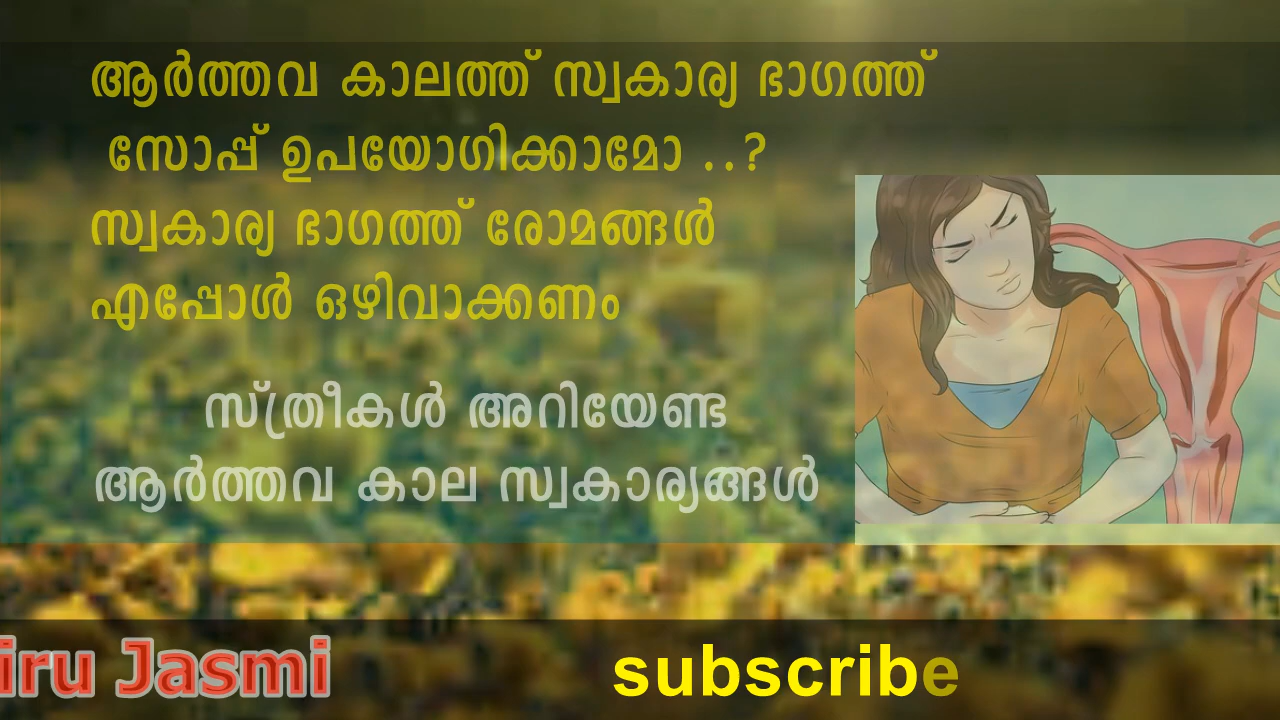 ആർത്തവ കാലത്ത് സ്വകാര്യ ഭാഗത്ത്
സോപ്പ് ഉപയോഗിക്കാമോ ..?
സ്വകാര്യ ഭാഗത്ത് രോമങ്ങൾ
എപ്പോൾ ഒഴിവാക്കണം
സ്ത്രീകൾ അറിയേണ്ട
ആർത്തവ കാല സ്വകാര്യങ്ങൾ
iru Jasmi
subscribe